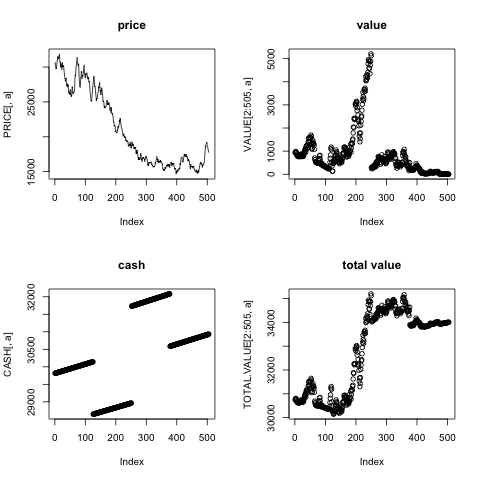 price
PRICE[, a]
15000 25000
0 100 200 300 400 500
Index
value
VALUE[2:505, a]
0 1000 3000 5000
0 100 200 300 400 500
Index
cash
CASH[, a]
29000 30500 32000
0 100 200 300 400 500
Index
total value
TOTAL.VALUE[2:505, a]
30000 32000 34000
0 100 200 300 400 500
Index